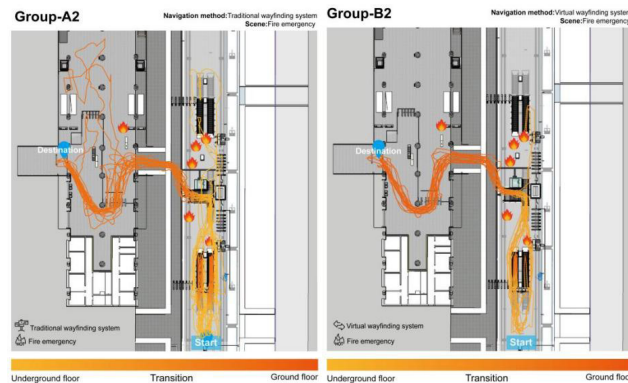 Group-A2
Navigation method:Traditional wayfinding system
Scene:Fire emergency
Destination
Start
Traditional wayfinding system
Fire emergency
Underground floor
Transition
Ground floor
Group-B2
Navigation method:Virtual wayfinding system
Scene:Fire emergency
Destination
Start
Virtual wayfinding system
Fire emergency
Underground floor
Transition
Ground floor